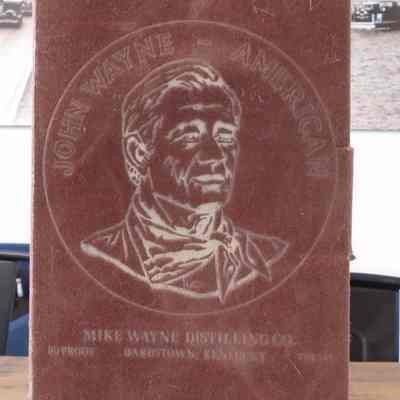 JOHN WAYNE - AMERICAN
MIKE WAYNE DISTILLING CO.
BARDSTOWN, KENTUCKY